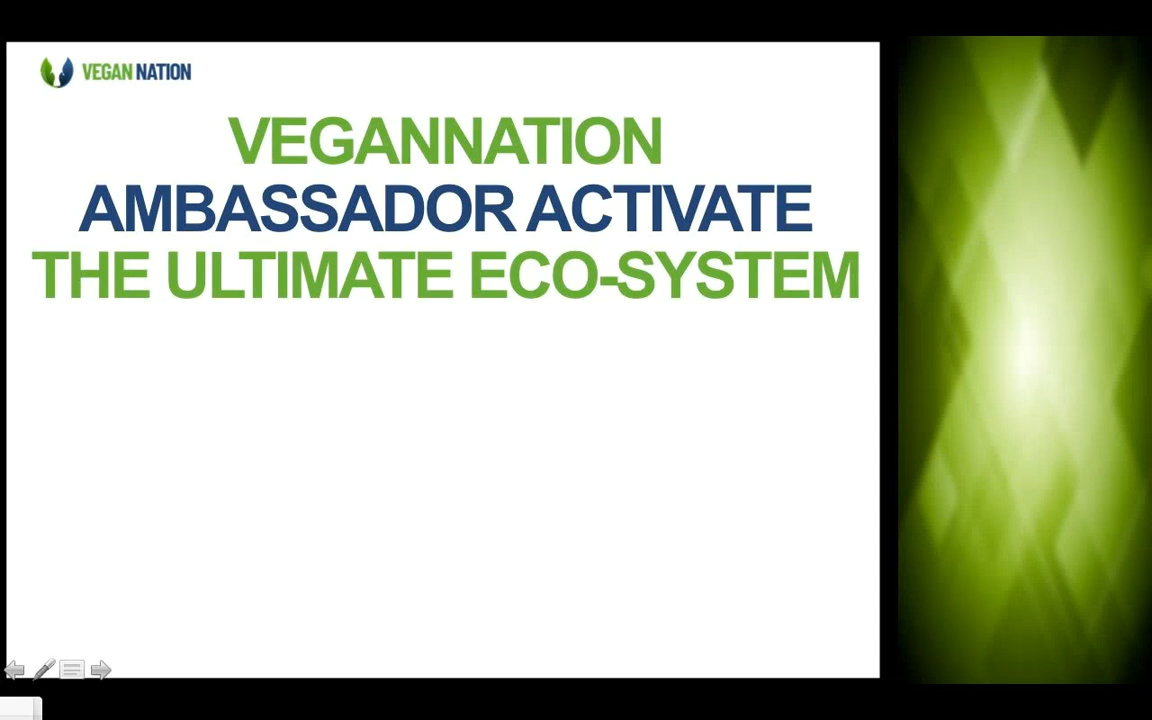 VEGAN NATION
VEGANNATION
AMBASSADOR ACTIVATE
THE ULTIMATE ECO-SYSTEM